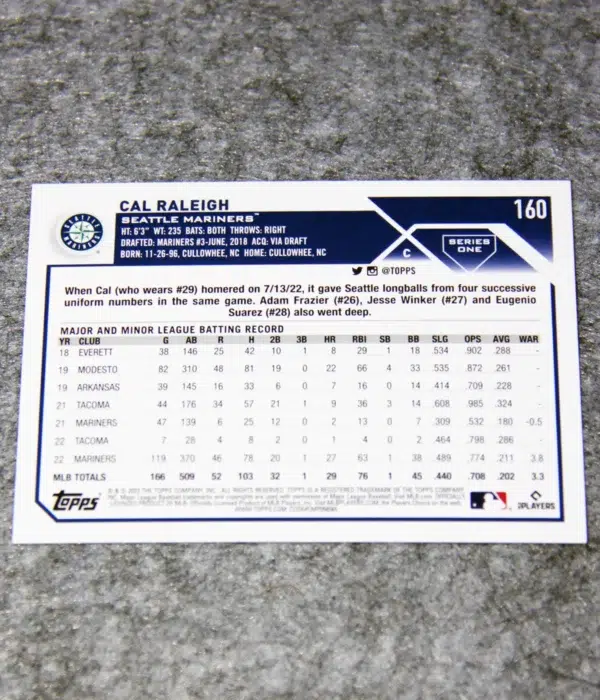 CAL RALEIGH
160
SEATTLE MARINERS™
HT: 6'3" WT: 235 BATS: BOTH THROWS: RIGHT
DRAFTED: MARINERS #3-JUNE, 2018 ACQ: VIA DRAFT
BORN: 11-26-96, CULLOWHEE, NC HOME: CULLOWHEE, NC
C
SERIES
ONE
@TOPPS
When Cal (who wears #29) homered on 7/13/22, it gave Seattle longballs from four successive
uniform numbers in the same game. Adam Frazier (#26), Jesse Winker (#27) and Eugenio
Suarez (#28) also went deep.
MAJOR AND MINOR LEAGUE BATTING RECORD
YR CLUB G AB R H 2B 3B HR RBI SB BB SLG OPS AVG WAR
18 EVERETT 38 146 25 42 10 1 8 29 1 18 .534 .902 .288 -
19 MODESTO 82 310 48 81 19 0 22 66 4 33 .535 .872 .261 -
19 ARKANSAS 39 145 16 33 6 0 7 16 0 14 .414 .709 .228 -
21 TACOMA 44 176 34 57 21 1 9 36 3 14 .608 .985 .324 -
21 MARINERS 47 139 6 25 12 0 2 13 0 7 .309 .532 .180 -0.5
22 TACOMA 7 28 4 8 2 0 1 4 0 2 .464 .798 .286 -
22 MARINERS 119 370 46 78 20 1 27 63 1 38 .489 .774 .211 3.8
MLB TOTALS 166 509 52 103 32 1 29 76 1 45 .440 .708 .202 3.3
topps
PLAYERS